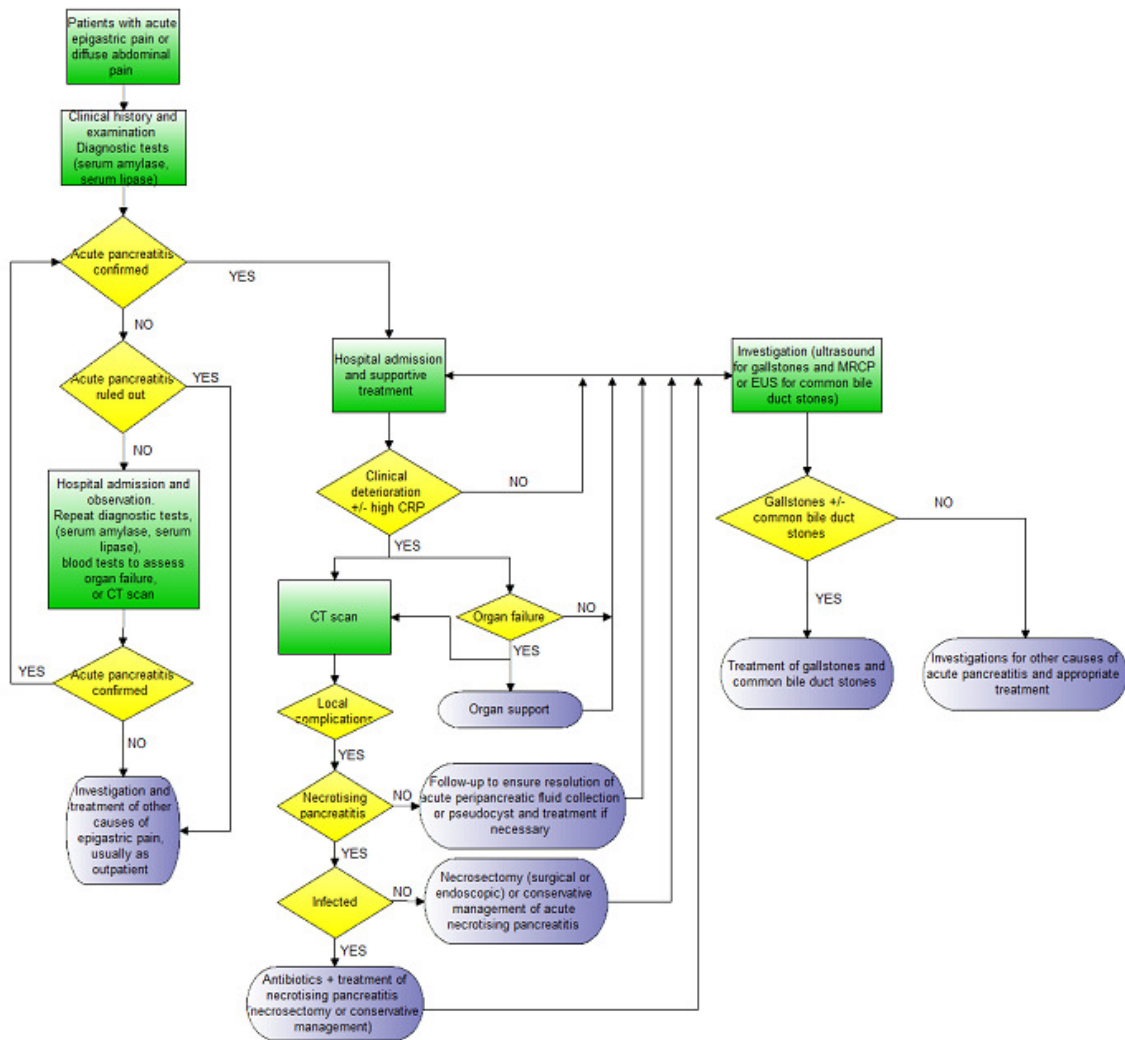 Patients with acute
epigastric pain or
diffuse abdominal
pain
Clinical history and
examination
Diagnostic tests
(serum amylase,
serum lipase)
Acute pancreatitis
confirmed
YES
NO
Acute pancreatitis
ruled out
YES
NO
Hospital admission and
observation.
Repeat diagnostic tests,
(serum amylase, serum
lipase),
blood tests to assess
organ failure,
or CT scan
Acute pancreatitis
confirmed
YES
NO
Investigation and
treatment of other
causes of
epigastric pain,
usually as
outpatient
Hospital admission
and supportive
treatment
Clinical
deterioration
+/- high CRP
NO
YES
CT scan
Organ failure
NO
YES
Organ support
Local
complications
YES
Necrotising
pancreatitis
NO
Follow-up to ensure resolution of
acute peripancreatic fluid collection
or pseudocyst and treatment if
necessary
YES
Infected
NO
Necrosectomy (surgical or
endoscopic) or conservative
management of acute
necrotising pancreatitis
YES
Antibiotics + treatment of
necrotising pancreatitis
(necrosectomy or conservative
management)
Investigation (ultrasound
for gallstones and MRCP
or EUS for common bile
duct stones)
Gallstones +/-
common bile duct
stones
NO
YES
Treatment of gallstones and
common bile duct stones
Investigations for other causes of
acute pancreatitis and appropriate
treatment